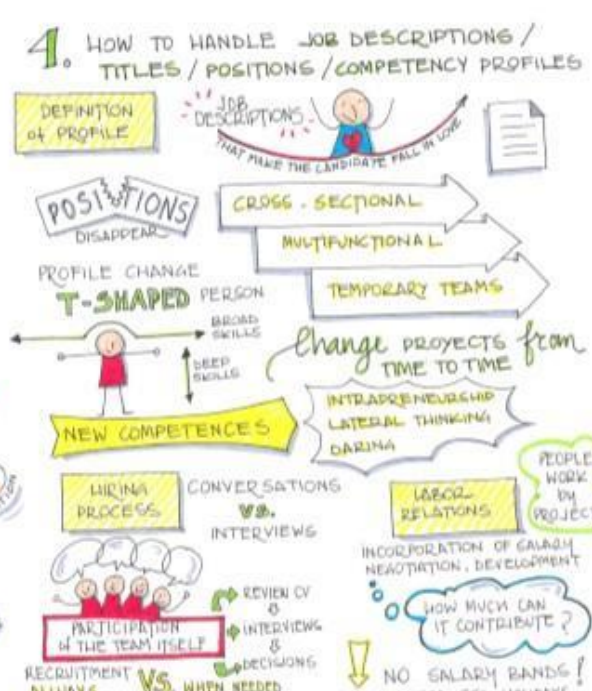 4. HOW TO HANDLE JOB DESCRIPTIONS /
TITLES / POSITIONS / COMPETENCY PROFILES
DEFINITION
of PROFILE
JOB
DESCRIPTIONS
THAT MAKE THE CANDIDATE FALL IN LOVE
POSITIONS
DISAPPEAR
CROSS-SECTIONAL
MULTIFUNCTIONAL
TEMPORARY TEAMS
PROFILE CHANGE
T-SHAPED PERSON
BROAD
SKILLS
DEEP
SKILLS
Change PROYECTS from
TIME TO TIME
NEW COMPETENCES
INTRAPRENEURSHIP
LATERAL THINKING
DARING
HIRING
PROCESS
CONVERSATIONS
VS.
INTERVIEWS
PARTICIPATION
of THE TEAM ITSELF
REVIEW CV
&
INTERVIEWS
&
DECISIONS
RECRUITMENT
ALWAYS VS. WHEN NEEDED
LABOR
RELATIONS
PEOPLE
WORK
by
PROJECT
INCORPORATION OF SALARY
NEGOTIATION, DEVELOPMENT
HOW MUCH CAN
IT CONTRIBUTE?
NO SALARY BANDS!